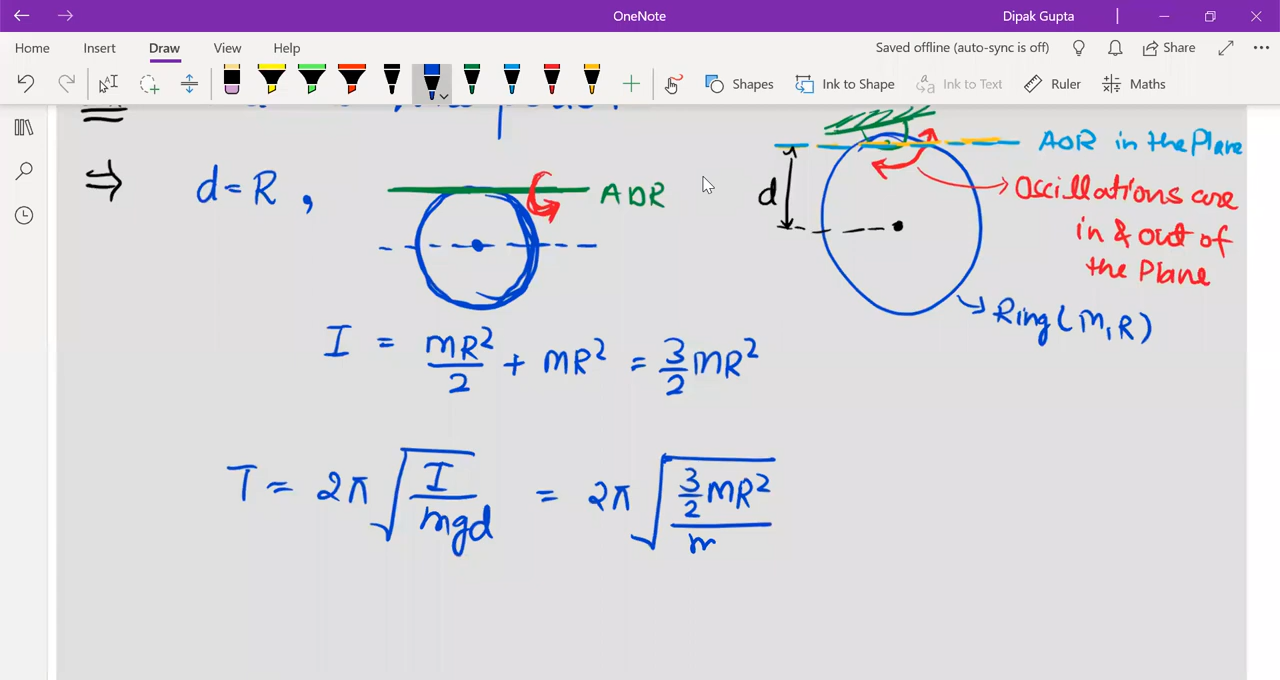 OneNote
Dipak Gupta
Home Insert Draw View Help
Saved offline (auto-sync is off)
Share
Shapes
Ink to Shape
Ink to Text
Ruler
Maths
⇒ d = R ,
AOR
I = mR²/2 + mR² = 3/2 mR²
T = 2π √(I/mgd) = 2π √(3/2 mR²/m
AOR in the Plane
d
Oscillations are
in & out of
the Plane
Ring (m, R)